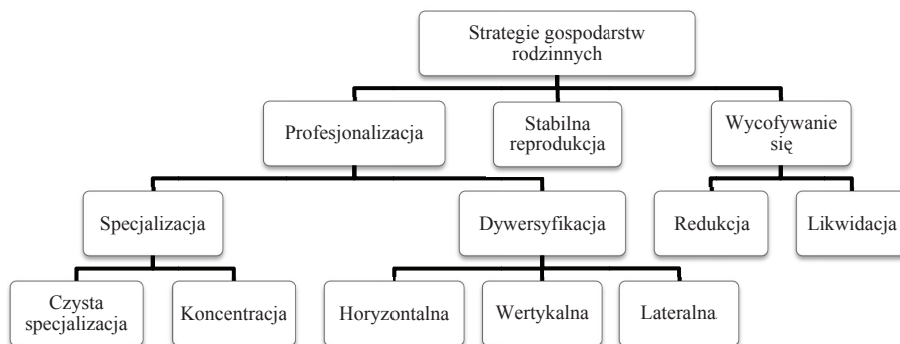 Strategie gospodarstw
rodzinnych
Profesjonalizacja
Stabilna
reprodukcja
Wycofywanie
się
Specjalizacja
Dywersyfikacja
Redukcja
Likwidacja
Czysta
specjalizacja
Koncentracja
Horyzontalna
Wertykalna
Lateralna